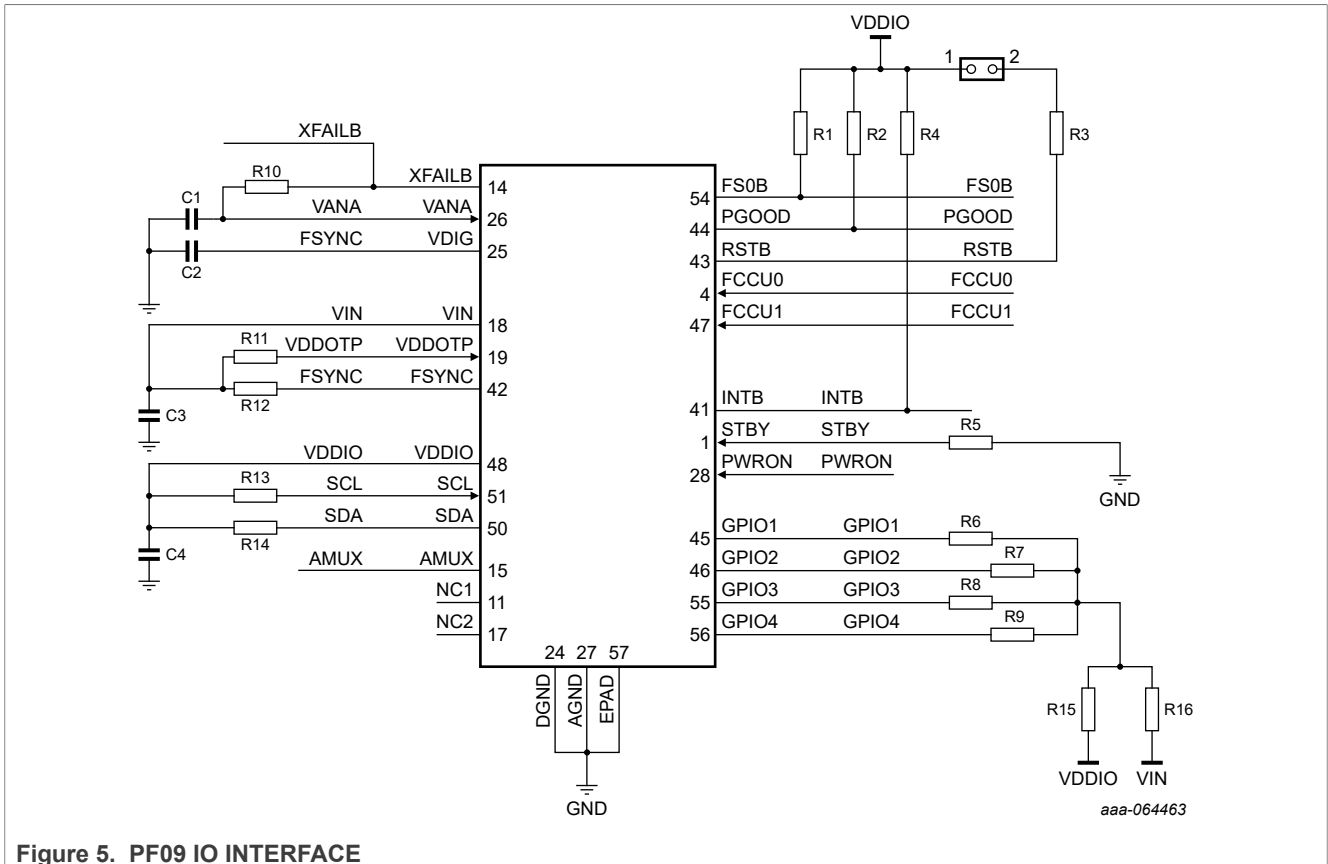 VDDIO
1 2
R1 R2 R4 R3
XFAILB
R10 XFAILB 14
C1 VANA VANA 26
FSYNC VDIG 25
C2
54 FS0B FS0B
44 PGOOD PGOOD
43 RSTB RSTB
4 FCCU0 FCCU0
47 FCCU1 FCCU1
VIN VIN 18
R11 VDDOTP VDDOTP 19
FSYNC FSYNC 42
R12
C3
41 INTB INTB
1 STBY STBY R5
28 PWRON PWRON
GND
VDDIO VDDIO 48
R13 SCL SCL 51
SDA SDA 50
R14
C4
AMUX AMUX 15
NC1 11
NC2 17
45 GPIO1 GPIO1 R6
46 GPIO2 GPIO2 R7
55 GPIO3 GPIO3 R8
56 GPIO4 GPIO4 R9
24 27 57
DGND AGND EPAD
GND
R15 R16
VDDIO VIN
aaa-064463
Figure 5. PF09 IO INTERFACE